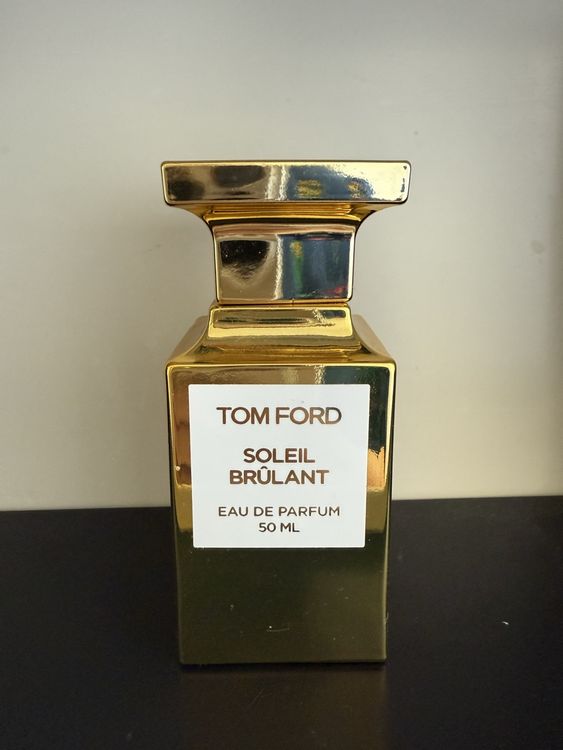 TOM FORD
SOLEIL
BRÛLANT
EAU DE PARFUM
50 ML